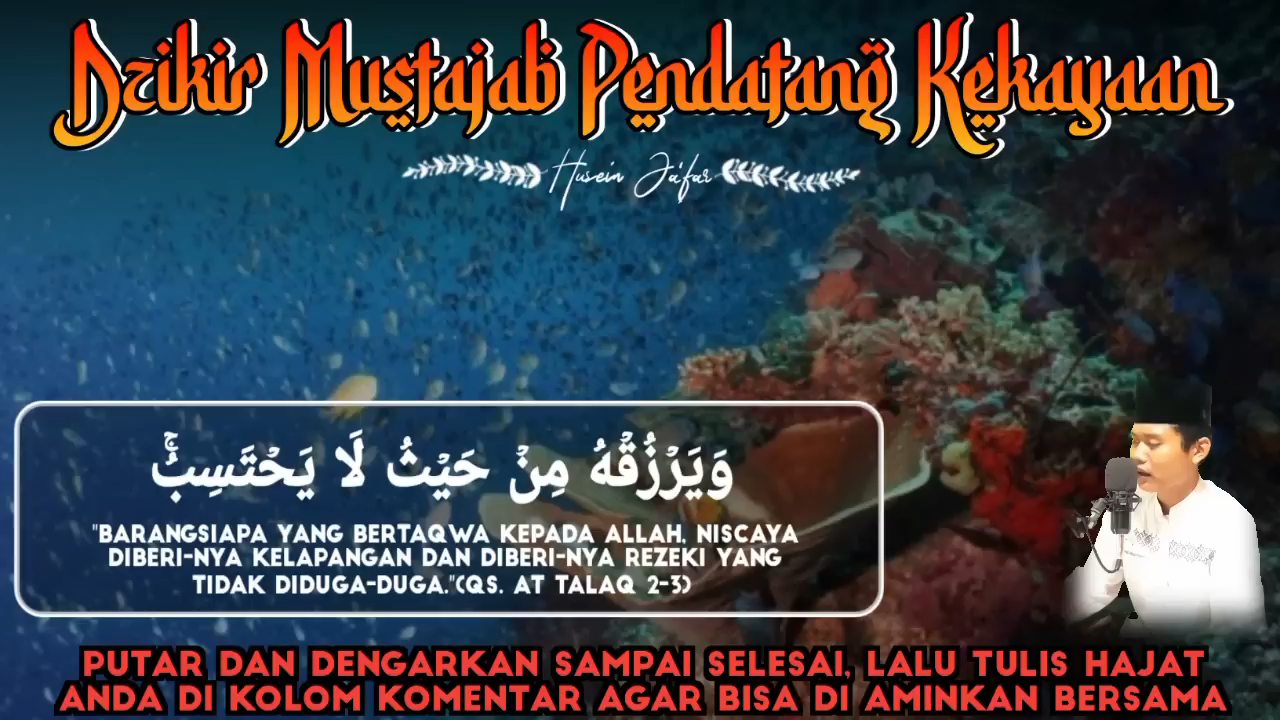 Dzikir Mustajab Pendatang Kekayaan
Husein Ja'far
وَيَرْزُقْهُ مِنْ حَيْثُ لَا يَحْتَسِبُۚ
"BARANGSIAPA YANG BERTAQWA KEPADA ALLAH, NISCAYA
DIBERI-NYA KELAPANGAN DAN DIBERI-NYA REZEKI YANG
TIDAK DIDUGA-DUGA."(QS. AT TALAQ 2-3)
PUTAR DAN DENGARKAN SAMPAI SELESAI, LALU TULIS HAJAT
ANDA DI KOLOM KOMENTAR AGAR BISA DI AMINKAN BERSAMA